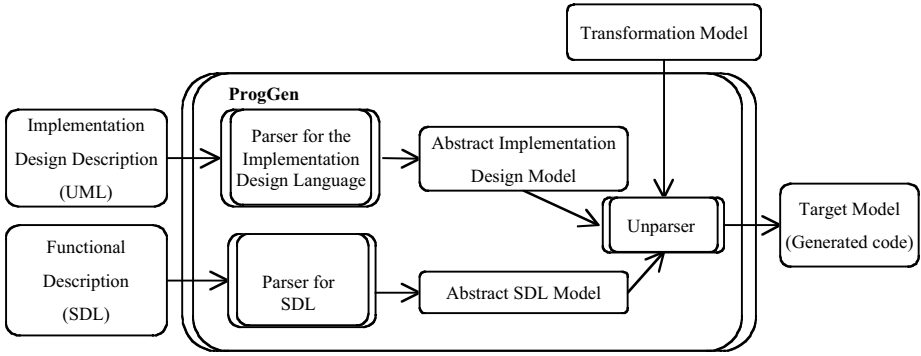 Transformation Model
ProgGen
Implementation
Design Description
(UML)
Parser for the
Implementation
Design Language
Abstract Implementation
Design Model
Unparser
Target Model
(Generated code)
Functional
Description
(SDL)
Parser for
SDL
Abstract SDL Model